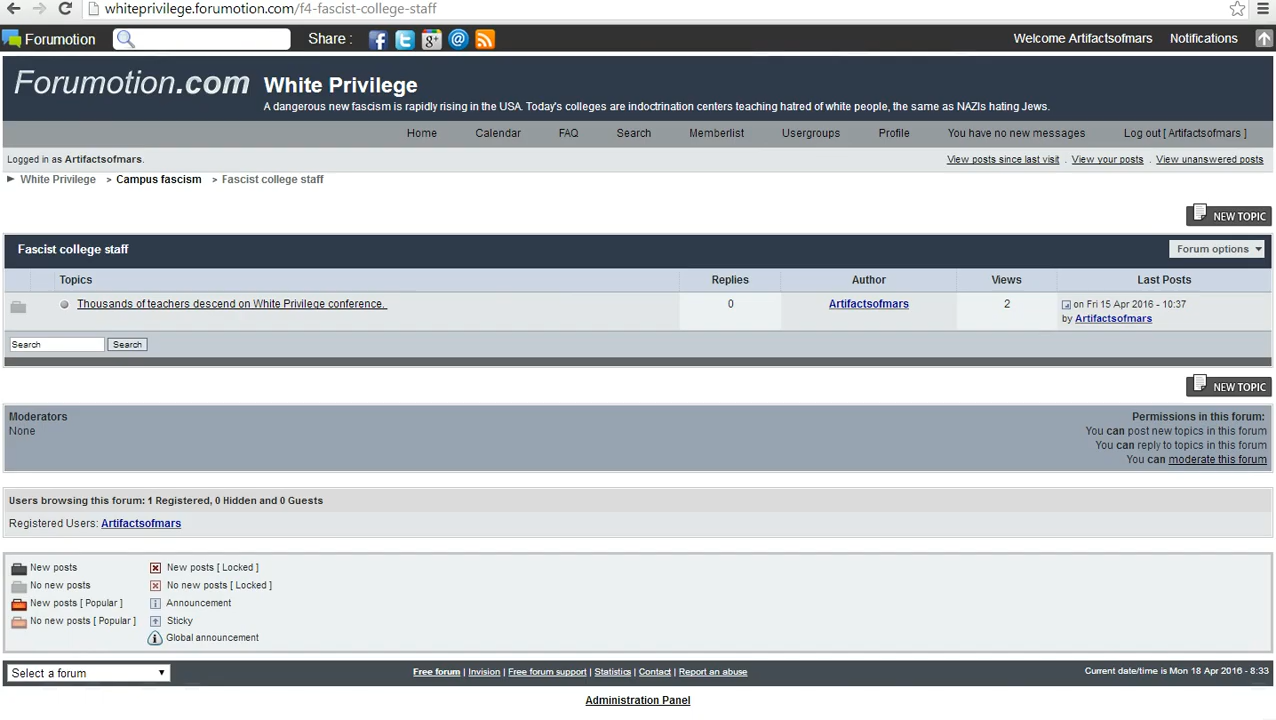 whiteprivilege.forumotion.com/f4-fascist-college-staff
Forumotion Share : Welcome Artifactsofmars Notifications
Forumotion.com White Privilege
A dangerous new fascism is rapidly rising in the USA. Today's colleges are indoctrination centers teaching hatred of white people, the same as NAZIs hating Jews.
Home Calendar FAQ Search Memberlist Usergroups Profile You have no new messages Log out [ Artifactsofmars ]
Logged in as Artifactsofmars. View posts since last visit . View your posts . View unanswered posts
White Privilege > Campus fascism > Fascist college staff
NEW TOPIC
Fascist college staff Forum options
Topics Replies Author Views Last Posts
Thousands of teachers descend on White Privilege conference. 0 Artifactsofmars 2 on Fri 15 Apr 2016 - 10:37
by Artifactsofmars
Search Search
NEW TOPIC
Moderators Permissions in this forum:
None You can post new topics in this forum
You can reply to topics in this forum
You can moderate this forum
Users browsing this forum: 1 Registered, 0 Hidden and 0 Guests
Registered Users: Artifactsofmars
New posts New posts [ Locked ]
No new posts No new posts [ Locked ]
New posts [ Popular ] Announcement
No new posts [ Popular ] Sticky
Global announcement
Select a forum Free forum | Invision | Free forum support | Statistics | Contact | Report an abuse Current date/time is Mon 18 Apr 2016 - 8:33
Administration Panel